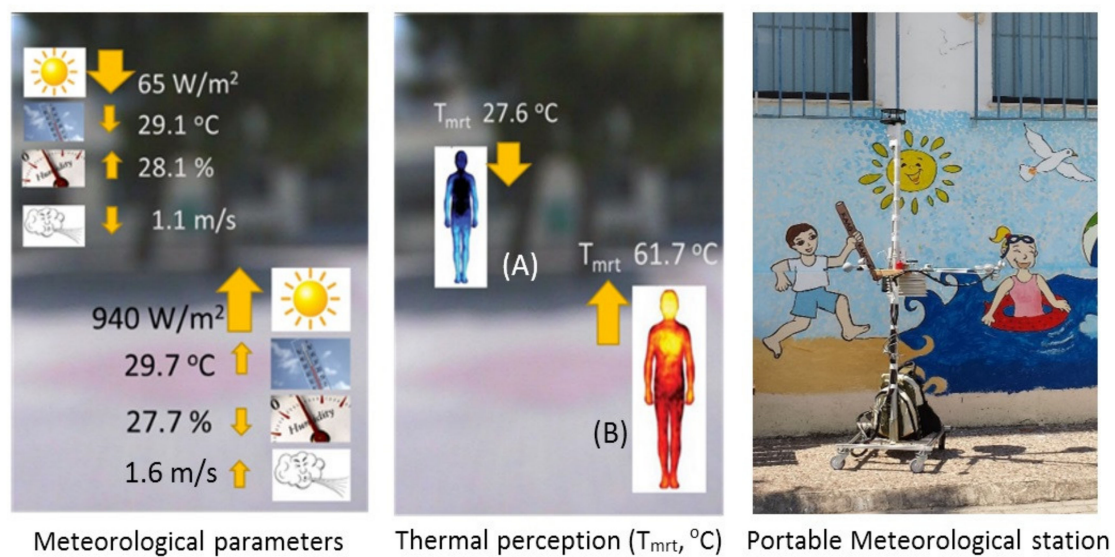 65 W/m²
29.1 °C
28.1 %
1.1 m/s
940 W/m²
29.7 °C
27.7 %
1.6 m/s
Meteorological parameters
Tmrt 27.6 °C
(A)
Tmrt 61.7 °C
(B)
Thermal perception (Tmrt, °C)
Portable Meteorological station